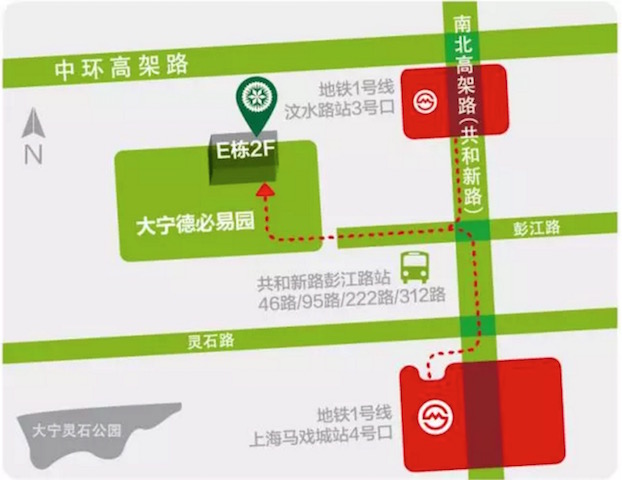 中环高架路
南北高架路(共和新路)
地铁1号线
汶水路站3号口
N
E栋2F
大宁德必易园
彭江路
共和新路彭江路站
46路/95路/222路/312路
灵石路
大宁灵石公园
地铁1号线
上海马戏城站4号口